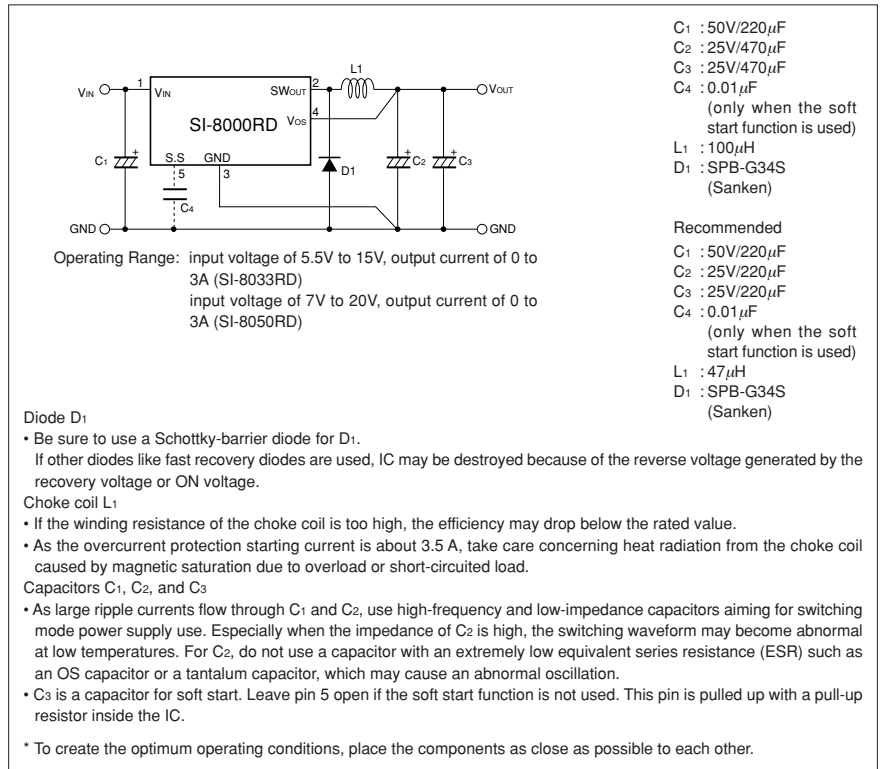 C1 : 50V/220μF
C2 : 25V/470μF
C3 : 25V/470μF
C4 : 0.01μF
(only when the soft
start function is used)
L1 : 100μH
D1 : SPB-G34S
(Sanken)
Recommended
C1 : 50V/220μF
C2 : 25V/220μF
C3 : 25V/220μF
C4 : 0.01μF
(only when the soft
start function is used)
L1 : 47μH
D1 : SPB-G34S
(Sanken)
L1
VIN 1 VIN SWOUT 2 VOUT
SI-8000RD VOS 4
C1 + S.S GND D1 + C2 + C3
5 3
C4
GND GND
Operating Range: input voltage of 5.5V to 15V, output current of 0 to
3A (SI-8033RD)
input voltage of 7V to 20V, output current of 0 to
3A (SI-8050RD)
Diode D1
• Be sure to use a Schottky-barrier diode for D1.
If other diodes like fast recovery diodes are used, IC may be destroyed because of the reverse voltage generated by the
recovery voltage or ON voltage.
Choke coil L1
• If the winding resistance of the choke coil is too high, the efficiency may drop below the rated value.
• As the overcurrent protection starting current is about 3.5 A, take care concerning heat radiation from the choke coil
caused by magnetic saturation due to overload or short-circuited load.
Capacitors C1, C2, and C3
• As large ripple currents flow through C1 and C2, use high-frequency and low-impedance capacitors aiming for switching
mode power supply use. Especially when the impedance of C2 is high, the switching waveform may become abnormal
at low temperatures. For C2, do not use a capacitor with an extremely low equivalent series resistance (ESR) such as
an OS capacitor or a tantalum capacitor, which may cause an abnormal oscillation.
• C3 is a capacitor for soft start. Leave pin 5 open if the soft start function is not used. This pin is pulled up with a pull-up
resistor inside the IC.
* To create the optimum operating conditions, place the components as close as possible to each other.